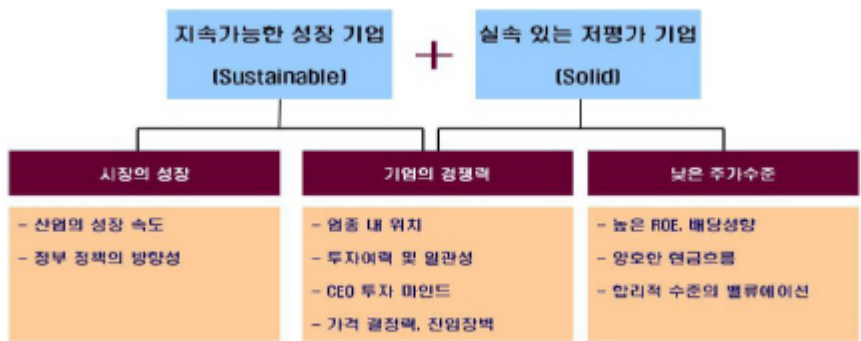 지속가능한 성장 기업
(Sustainable)
+
실속 있는 저평가 기업
(Solid)
시장의 성장
기업의 경쟁력
낮은 주가수준
- 산업의 성장 속도
- 정부 정책의 방향성
- 업종 내 위치
- 투자여력 및 일관성
- CEO 투자 마인드
- 가격 결정력, 진입장벽
- 높은 ROE, 배당성향
- 양호한 현금흐름
- 합리적 수준의 밸류에이션